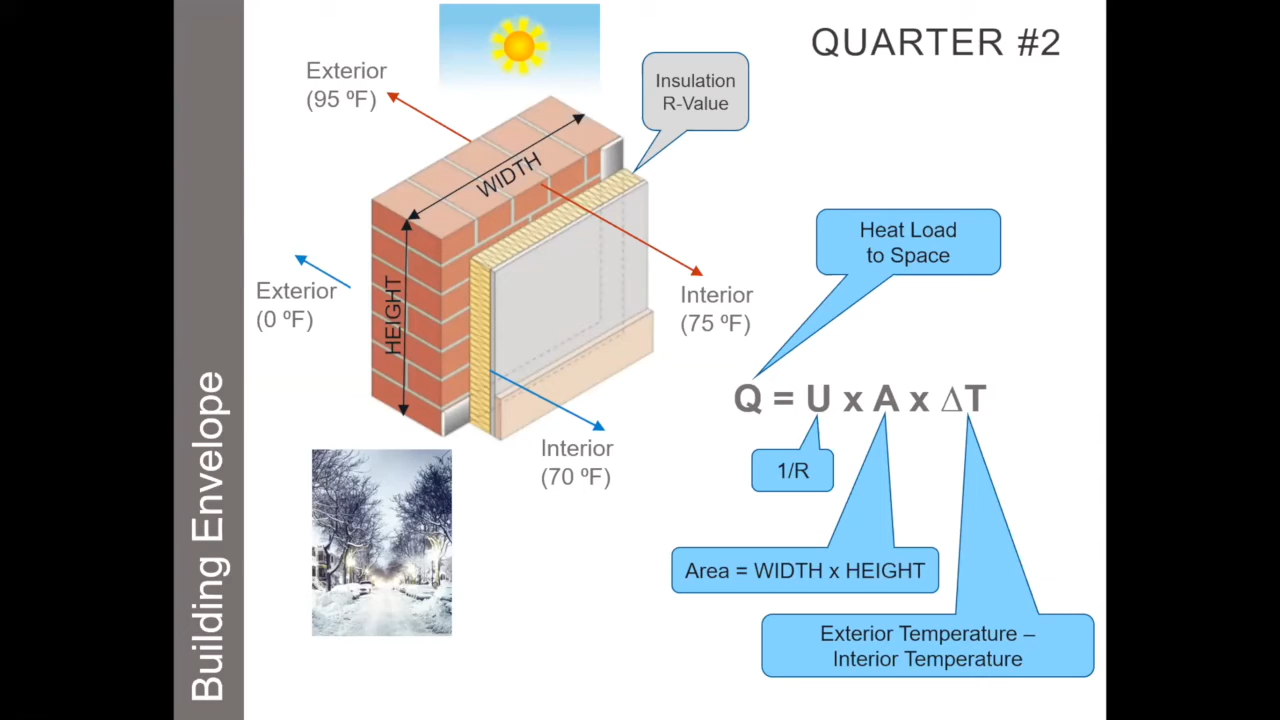 QUARTER #2
Exterior
(95 ºF)
Insulation
R-Value
WIDTH
HEIGHT
Exterior
(0 ºF)
Interior
(75 ºF)
Interior
(70 ºF)
Heat Load
to Space
Q = U x A x ∆T
1/R
Area = WIDTH x HEIGHT
Exterior Temperature –
Interior Temperature
Building Envelope